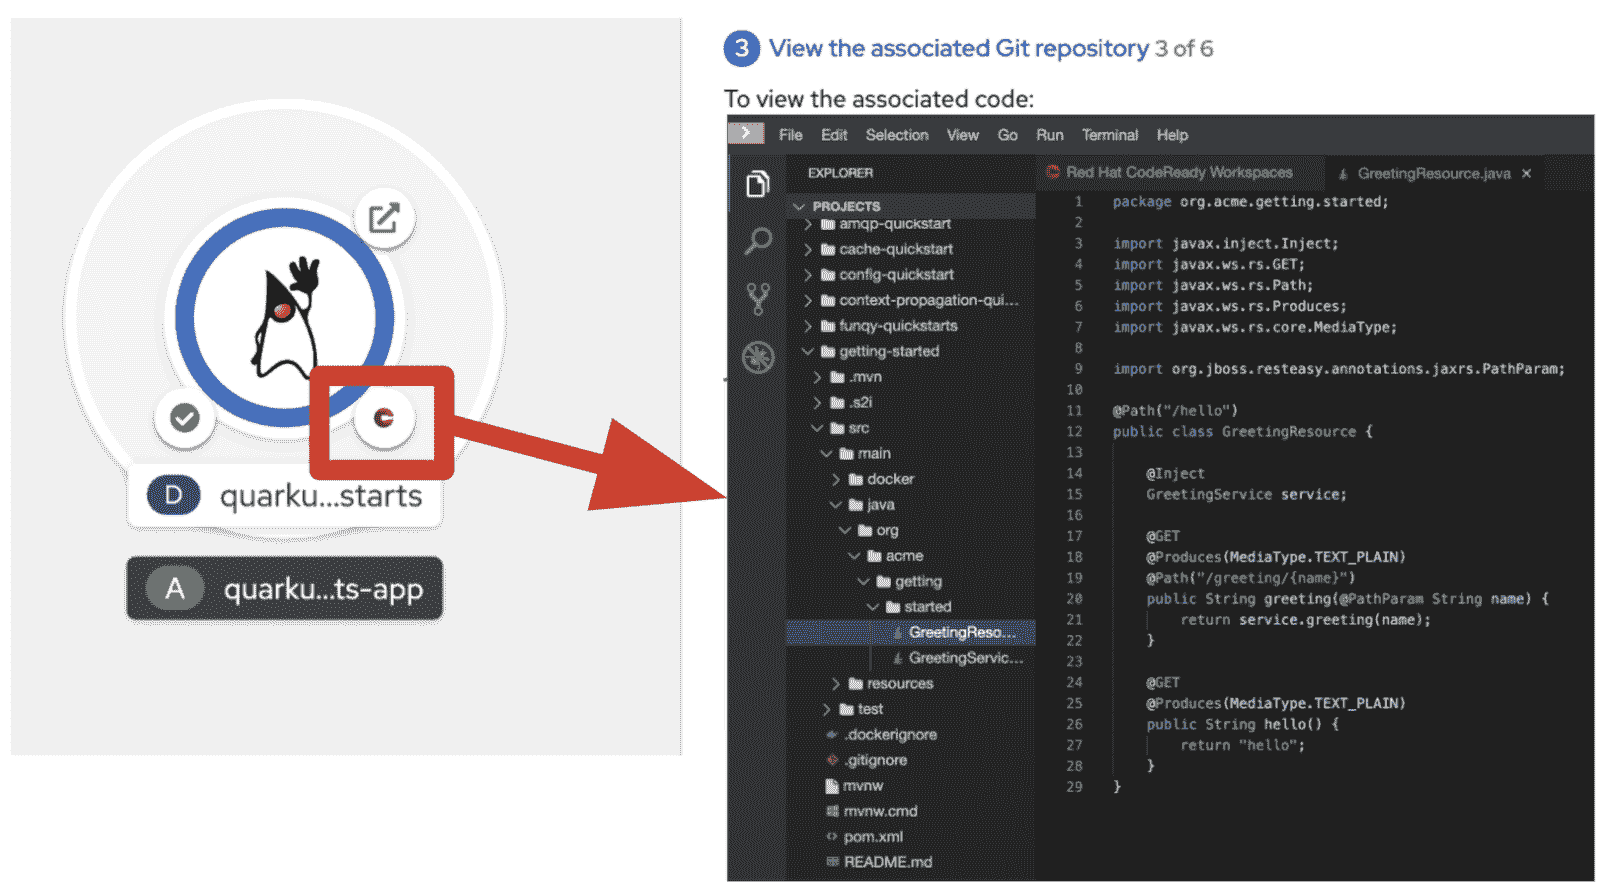 D quarku...starts
A quarku...ts-app
3 View the associated Git repository 3 of 6
To view the associated code:
File Edit Selection View Go Run Terminal Help
EXPLORER
PROJECTS
amqp-quickstart
cache-quickstart
config-quickstart
context-propagation-qui...
funqy-quickstarts
getting-started
.mvn
.s2i
src
main
docker
java
org
acme
getting
started
GreetingReso...
GreetingServic...
resources
test
.dockerignore
.gitignore
mvnw
mvnw.cmd
pom.xml
README.md
Red Hat CodeReady Workspaces GreetingResource.java ×
1 package org.acme.getting.started;
2
3 import javax.inject.Inject;
4 import javax.ws.rs.GET;
5 import javax.ws.rs.Path;
6 import javax.ws.rs.Produces;
7 import javax.ws.rs.core.MediaType;
8
9 import org.jboss.resteasy.annotations.jaxrs.PathParam;
10
11 @Path("/hello")
12 public class GreetingResource {
13
14 @Inject
15 GreetingService service;
16
17 @GET
18 @Produces(MediaType.TEXT_PLAIN)
19 @Path("/greeting/{name}")
20 public String greeting(@PathParam String name) {
21 return service.greeting(name);
22 }
23
24 @GET
25 @Produces(MediaType.TEXT_PLAIN)
26 public String hello() {
27 return "hello";
28 }
29 }